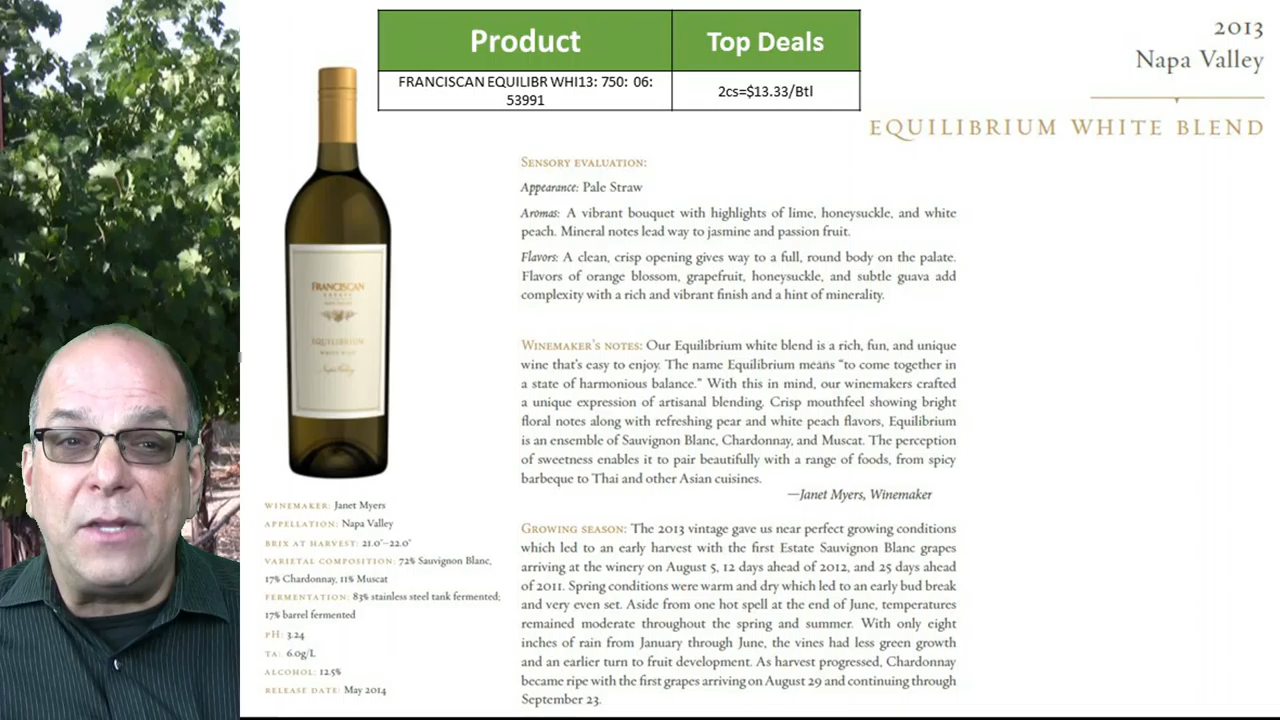 Product
Top Deals
FRANCISCAN EQUILIBR WHI13: 750: 06:
53991
2cs=$13.33/Btl
2013
Napa Valley
EQUILIBRIUM WHITE BLEND
SENSORY EVALUATION:
Appearance: Pale Straw
Aromas: A vibrant bouquet with highlights of lime, honeysuckle, and white
peach. Mineral notes lead way to jasmine and passion fruit.
Flavors: A clean, crisp opening gives way to a full, round body on the palate.
Flavors of orange blossom, grapefruit, honeysuckle, and subtle guava add
complexity with a rich and vibrant finish and a hint of minerality.
WINEMAKER'S NOTES: Our Equilibrium white blend is a rich, fun, and unique
wine that's easy to enjoy. The name Equilibrium means "to come together in
a state of harmonious balance." With this in mind, our winemakers crafted
a unique expression of artisanal blending. Crisp mouthfeel showing bright
floral notes along with refreshing pear and white peach flavors, Equilibrium
is an ensemble of Sauvignon Blanc, Chardonnay, and Muscat. The perception
of sweetness enables it to pair beautifully with a range of foods, from spicy
barbeque to Thai and other Asian cuisines.
—Janet Myers, Winemaker
GROWING SEASON: The 2013 vintage gave us near perfect growing conditions
which led to an early harvest with the first Estate Sauvignon Blanc grapes
arriving at the winery on August 5, 12 days ahead of 2012, and 25 days ahead
of 2011. Spring conditions were warm and dry which led to an early bud break
and very even set. Aside from one hot spell at the end of June, temperatures
remained moderate throughout the spring and summer. With only eight
inches of rain from January through June, the vines had less green growth
and an earlier turn to fruit development. As harvest progressed, Chardonnay
became ripe with the first grapes arriving on August 29 and continuing through
September 23.
FRANCISCAN
ESTATE
EQUILIBRIUM
WHITE WINE
Napa Valley
WINEMAKER: Janet Myers
APPELLATION: Napa Valley
BRIX AT HARVEST: 21.0°–22.0°
VARIETAL COMPOSITION: 72% Sauvignon Blanc,
17% Chardonnay, 11% Muscat
FERMENTATION: 83% stainless steel tank fermented;
17% barrel fermented
PH: 3.24
TA: 6.0g/L
ALCOHOL: 12.5%
RELEASE DATE: May 2014